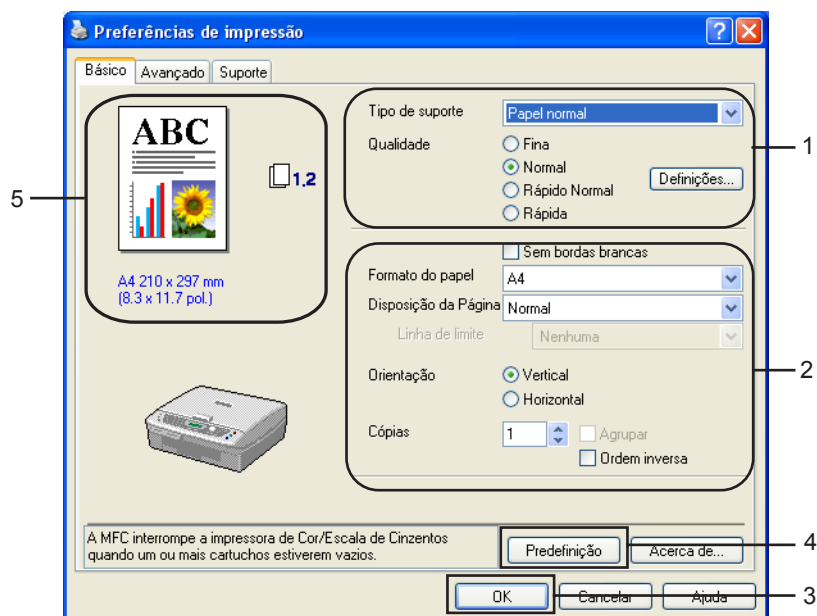 Preferências de impressão
Básico Avançado Suporte
ABC
1.2
A4 210 x 297 mm
(8.3 x 11.7 pol.)
Tipo de suporte Papel normal
Qualidade Fina
Normal
Rápido Normal
Rápida
Definições...
Sem bordas brancas
Formato do papel A4
Disposição da Página Normal
Linha de limite Nenhuma
Orientação Vertical
Horizontal
Cópias 1 Agrupar
Ordem inversa
A MFC interrompe a impressora de Cor/Escala de Cinzentos
quando um ou mais cartuchos estiverem vazios.
Predefinição Acerca de...
OK Cancelar Ajuda
1
2
3
4
5